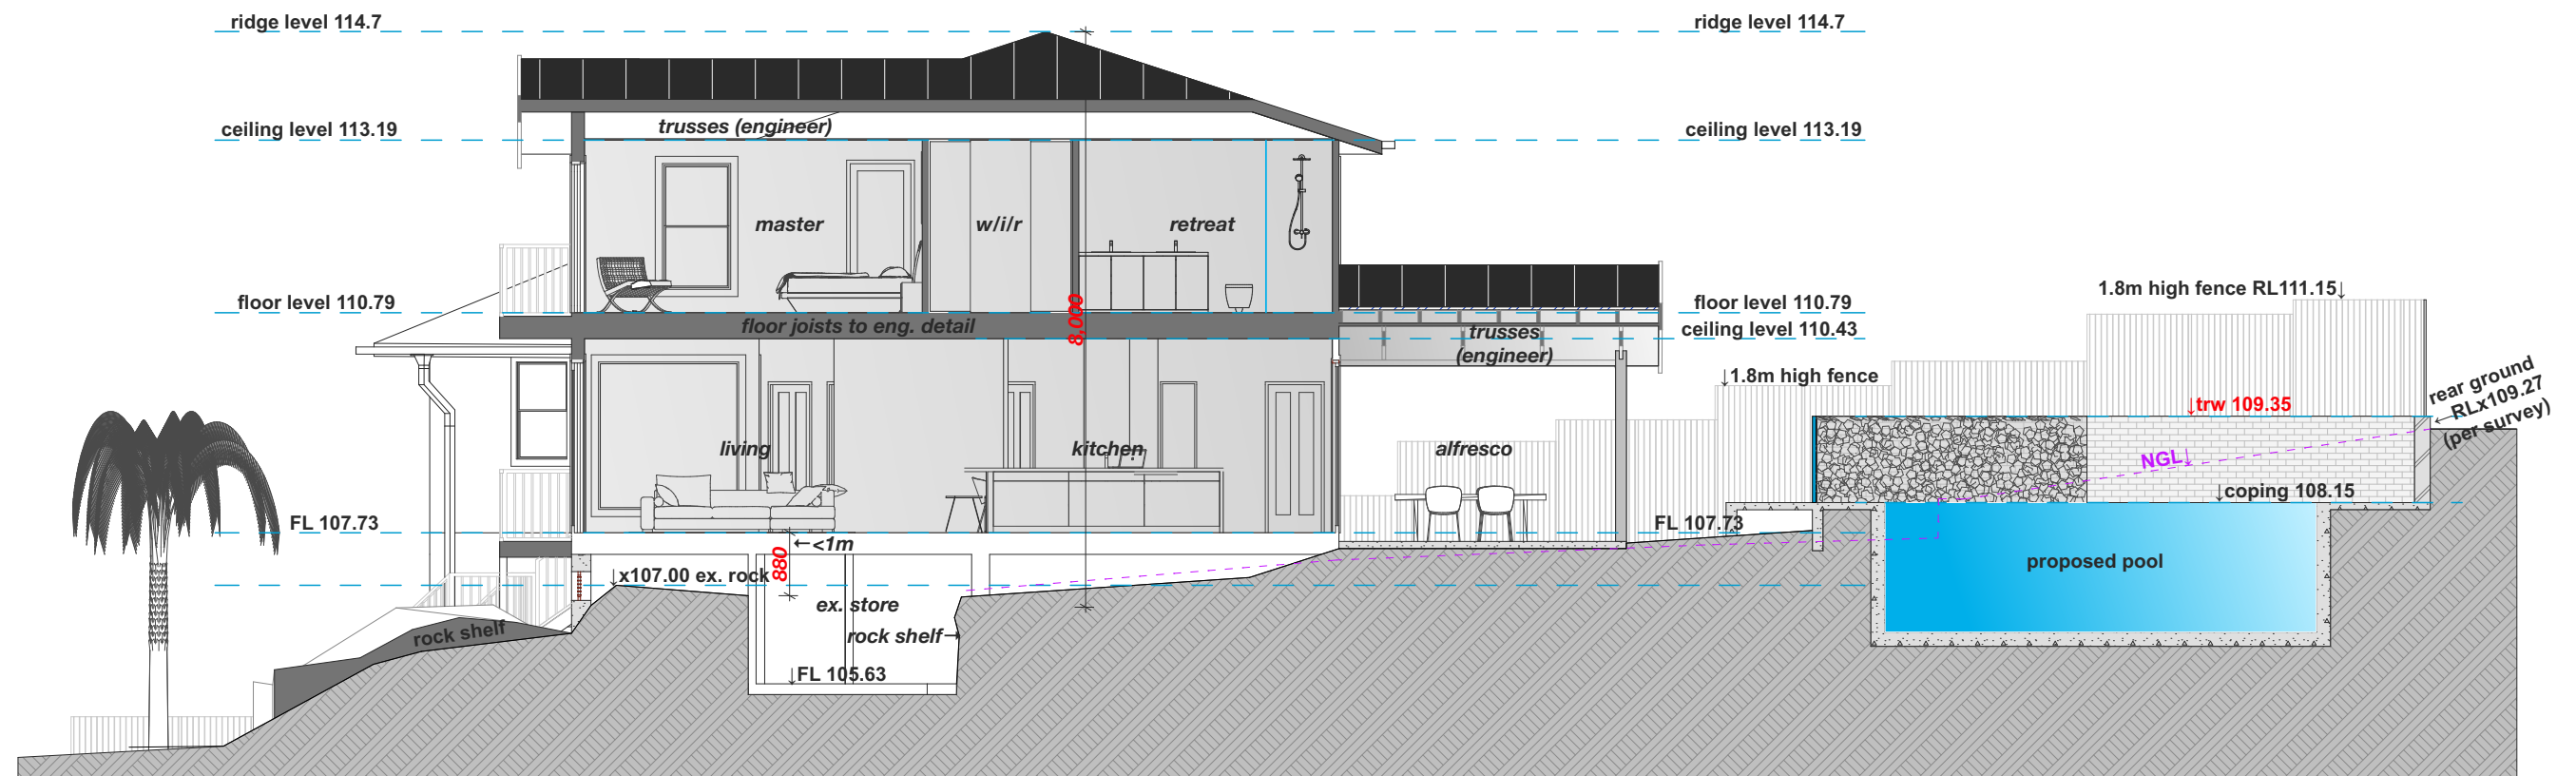 ridge level 114.7
ridge level 114.7
ceiling level 113.19
trusses (engineer)
ceiling level 113.19
master
w/i/r
retreat
floor level 110.79
floor joists to eng. detail
8,000
floor level 110.79
trusses
(engineer)
ceiling level 110.43
1.8m high fence RL111.15↓
↓1.8m high fence
↓trw 109.35
rear ground
←RLx109.27
(per survey)
living
kitchen
alfresco
NGL↓
↓coping 108.15
FL 107.73
←<1m
880
FL 107.73
↓x107.00 ex. rock
proposed pool
ex. store
rock shelf
rock shelf→
↓FL 105.63